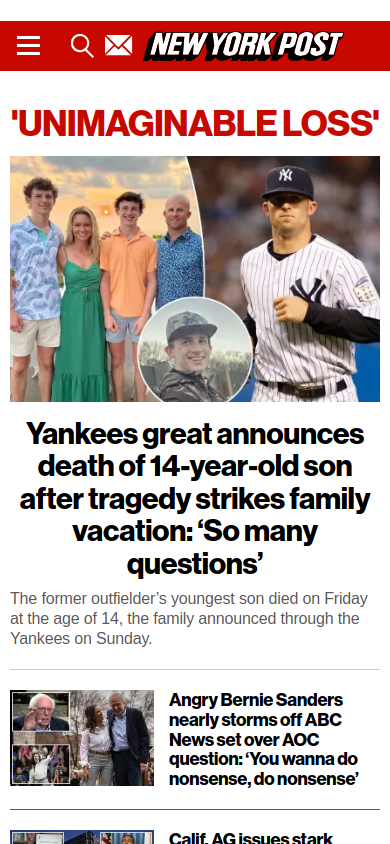 NEW YORK POST
'UNIMAGINABLE LOSS'
Yankees great announces
death of 14-year-old son
after tragedy strikes family
vacation: ‘So many
questions’
The former outfielder’s youngest son died on Friday
at the age of 14, the family announced through the
Yankees on Sunday.
Angry Bernie Sanders
nearly storms off ABC
News set over AOC
question: ‘You wanna do
nonsense, do nonsense’
Calif. AG issues stark